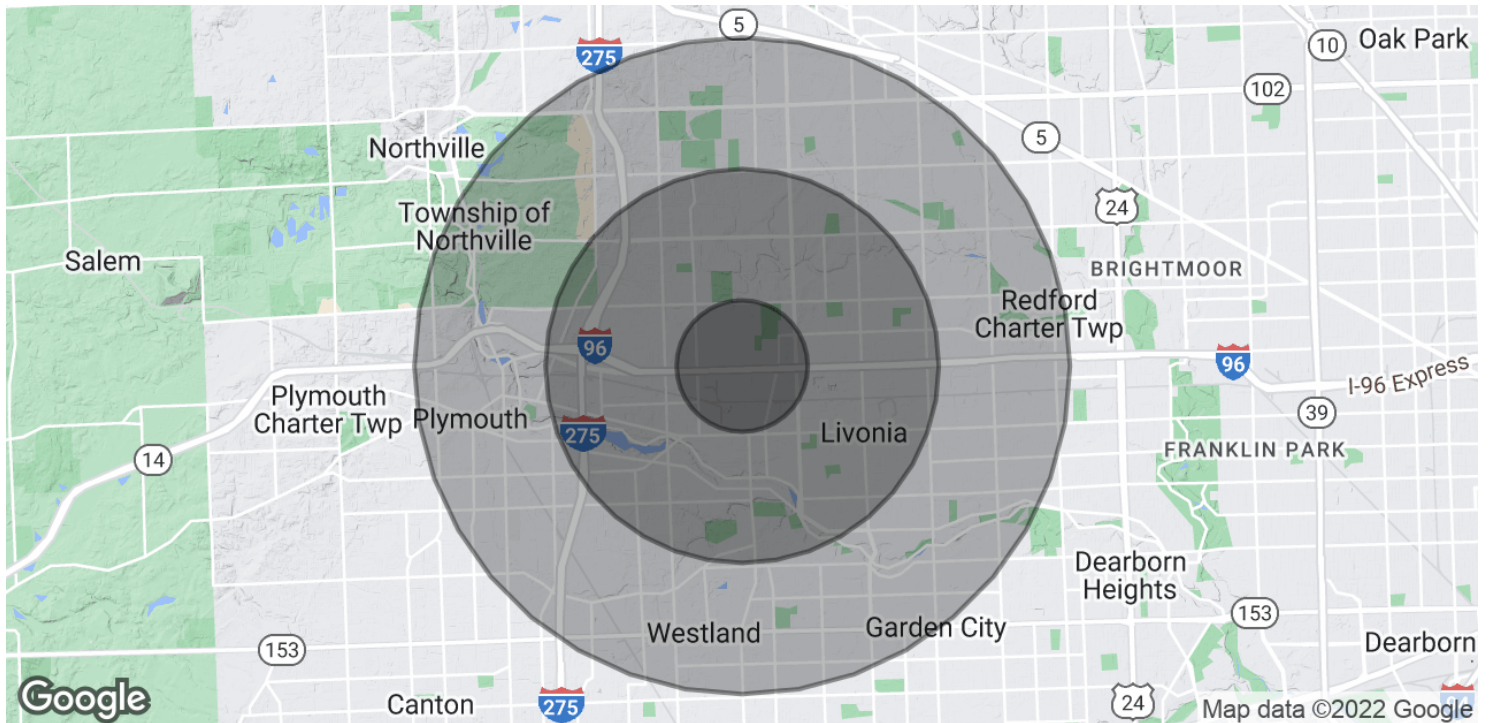 5
275
Oak Park
10
102
5
Northville
24
Township of
Northville
Salem
BRIGHTMOOR
Redford
Charter Twp
96
96
I-96 Express
Plymouth
Charter Twp
Plymouth
39
275
Livonia
14
FRANKLIN PARK
Dearborn
Heights
153
Westland
Garden City
153
Dearborn
Google
Canton
275
24
Map data ©2022 Google